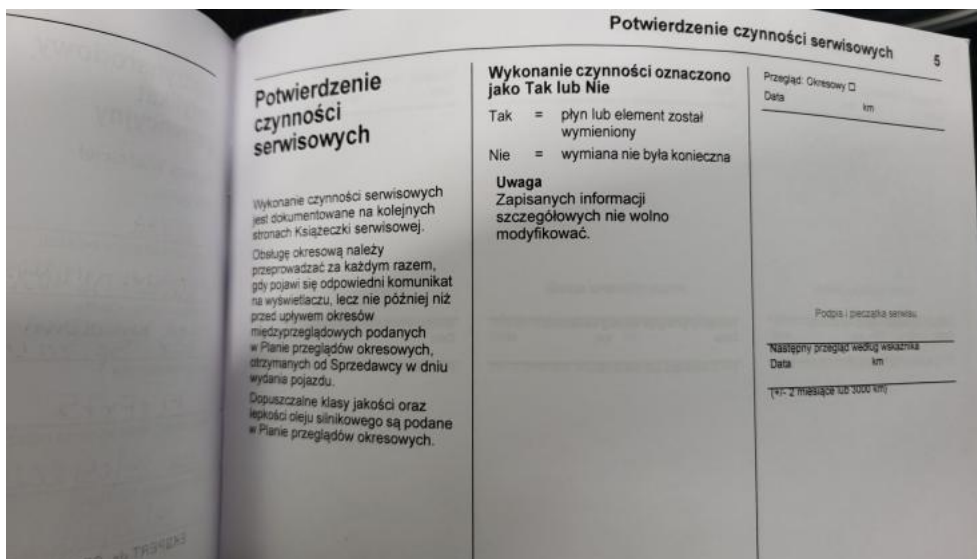 Potwierdzenie czynności serwisowych 5
Potwierdzenie
czynności
serwisowych
Wykonanie czynności serwisowych
jest dokumentowane na kolejnych
stronach Książeczki serwisowej.
Obsługę okresową należy
przeprowadzać za każdym razem,
gdy pojawi się odpowiedni komunikat
na wyświetlaczu, lecz nie później niż
przed upływem okresów
międzyprzeglądowych podanych
w Planie przeglądów okresowych,
otrzymanych od Sprzedawcy w dniu
wydania pojazdu.
Dopuszczalne klasy jakości oraz
lepkości oleju silnikowego są podane
w Planie przeglądów okresowych.
Wykonanie czynności oznaczono
jako Tak lub Nie
Tak = płyn lub element został
wymieniony
Nie = wymiana nie była konieczna
Uwaga
Zapisanych informacji
szczegółowych nie wolno
modyfikować.
Przegląd: Okresowy □
Data km
Podpis i pieczątka serwisu
Następny przegląd według wskaźnika
Data km
(+/- 2 miesiące lub 3000 km)